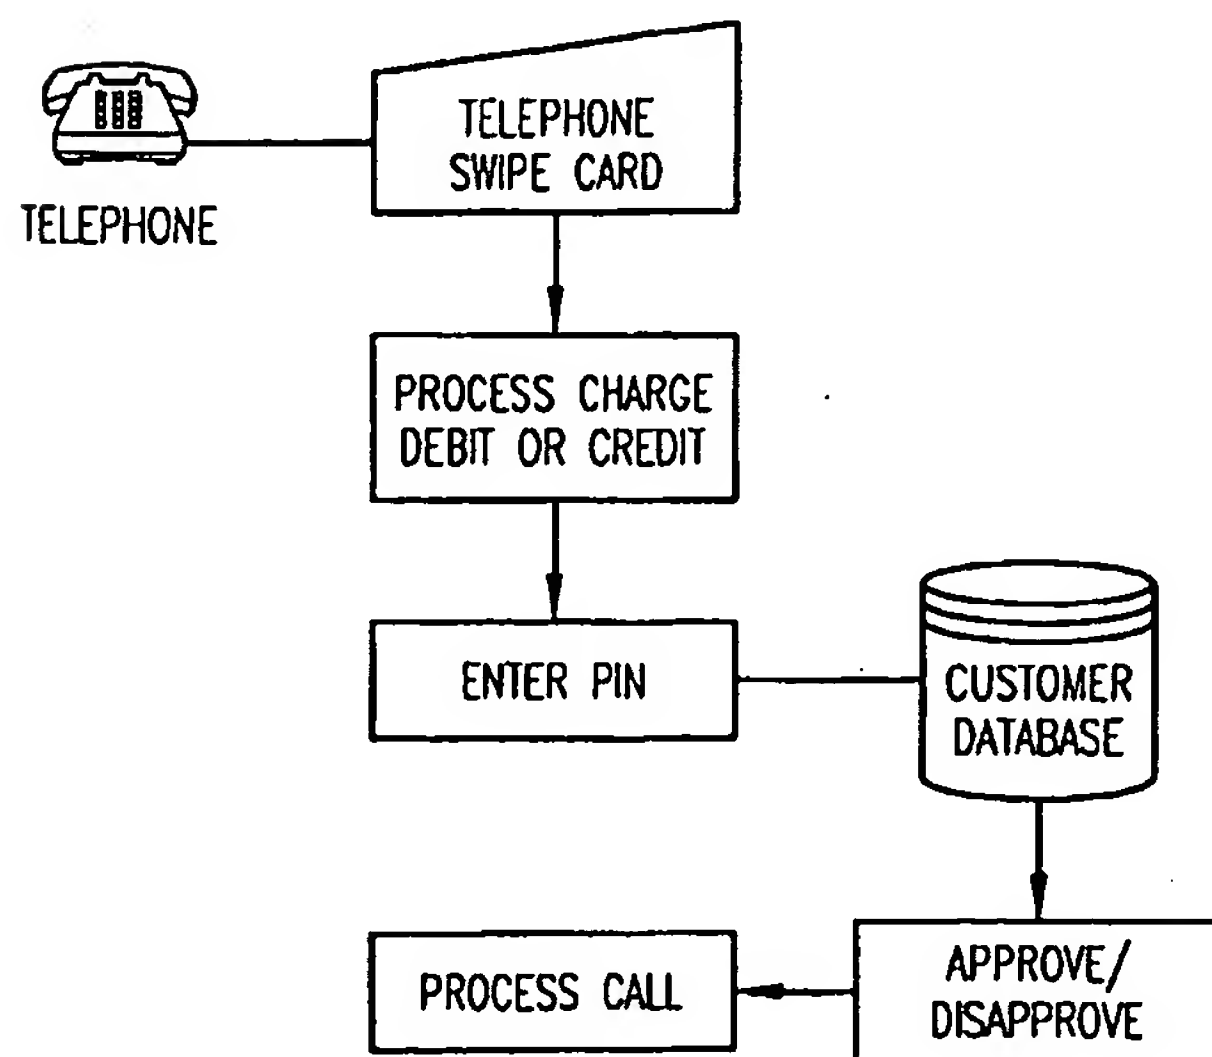 TELEPHONE
TELEPHONE
SWIPE CARD
PROCESS CHARGE
DEBIT OR CREDIT
ENTER PIN
CUSTOMER
DATABASE
APPROVE/
DISAPPROVE
PROCESS CALL